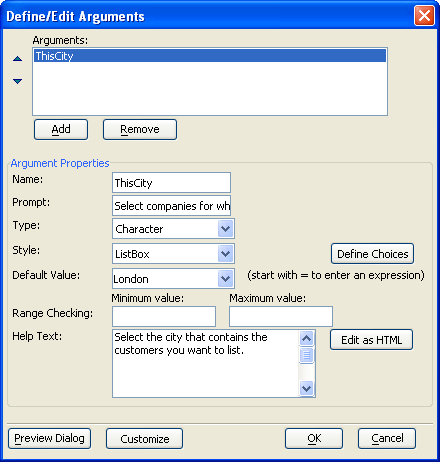 Define/Edit Arguments
Arguments:
ThisCity
Add
Remove
Argument Properties
Name:
ThisCity
Prompt:
Select companies for wh
Type:
Character
Style:
ListBox
Define Choices
Default Value:
London
(start with = to enter an expression)
Minimum value:
Maximum value:
Range Checking:
Help Text:
Select the city that contains the
customers you want to list.
Edit as HTML
Preview Dialog
Customize
OK
Cancel